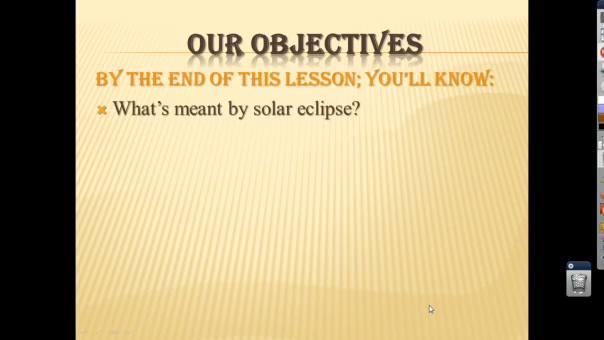 OUR OBJECTIVES
BY THE END OF THIS LESSON; YOU'LL KNOW:
What's meant by solar eclipse?